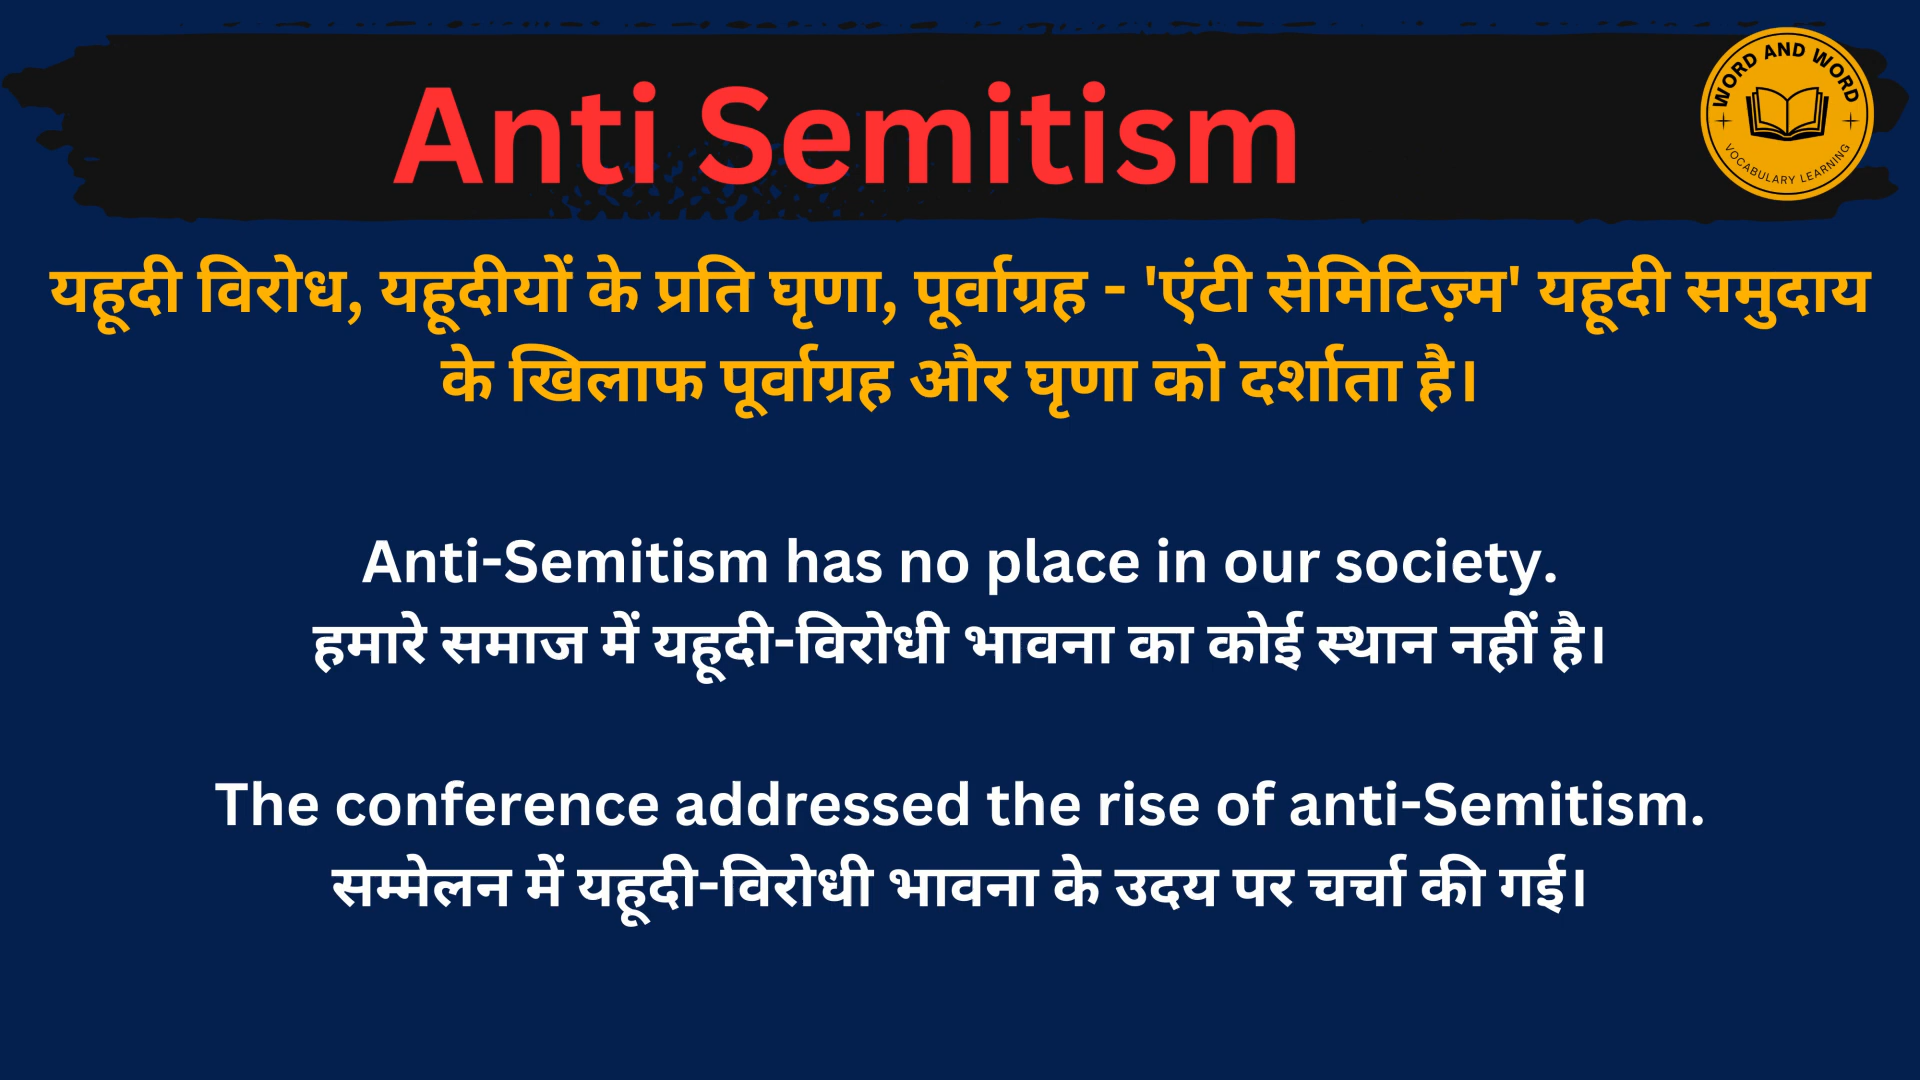 Anti Semitism
WORD AND WORD
VOCABULARY LEARNING
यहूदी विरोध, यहूदीयों के प्रति घृणा, पूर्वाग्रह - 'एंटी सेमिटिज़्म' यहूदी समुदाय
के खिलाफ पूर्वाग्रह और घृणा को दर्शाता है।
Anti-Semitism has no place in our society.
हमारे समाज में यहूदी-विरोधी भावना का कोई स्थान नहीं है।
The conference addressed the rise of anti-Semitism.
सम्मेलन में यहूदी-विरोधी भावना के उदय पर चर्चा की गई।